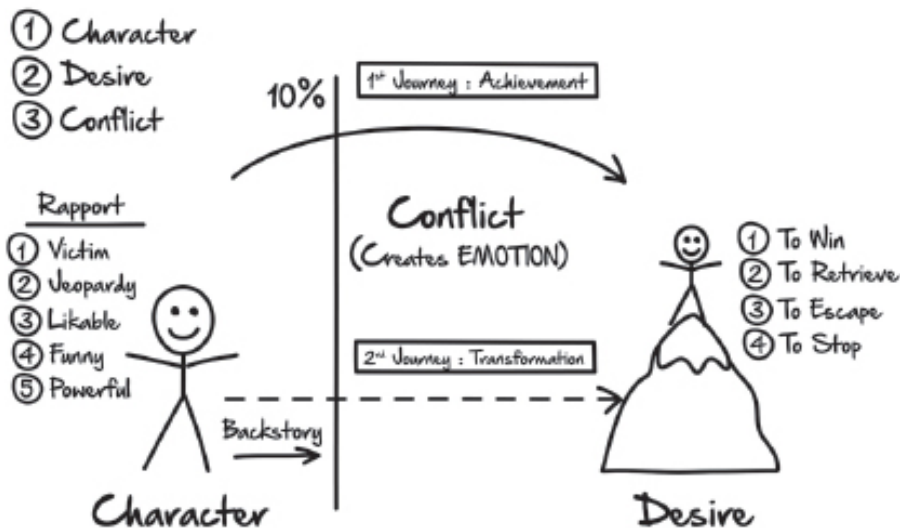 1 Character
2 Desire
3 Conflict
10%
1st Journey : Achievement
Rapport
1 Victim
2 Jeopardy
3 Likable
4 Funny
5 Powerful
Conflict
(Creates EMOTION)
1 To Win
2 To Retrieve
3 To Escape
4 To Stop
2nd Journey : Transformation
Backstory
Character
Desire